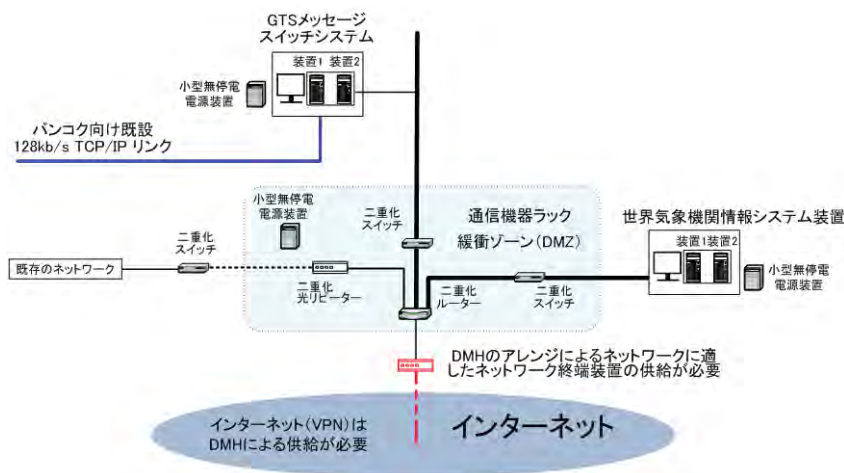 GTSメッセージ
スイッチシステム
装置1 装置2
小型無停電
電源装置
バンコク向け既設
128kb/s TCP/IP リンク
小型無停電
電源装置
二重化
スイッチ
通信機器ラック
緩衝ゾーン(DMZ)
世界気象機関情報システム装置
装置1装置2
小型無停電
電源装置
二重化
スイッチ
既存のネットワーク
二重化
光リピーター
二重化
ルーター
二重化
スイッチ
DMHのアレンジによるネットワークに適
したネットワーク終端装置の供給が必要
インターネット(VPN)は
DMHによる供給が必要
インターネット